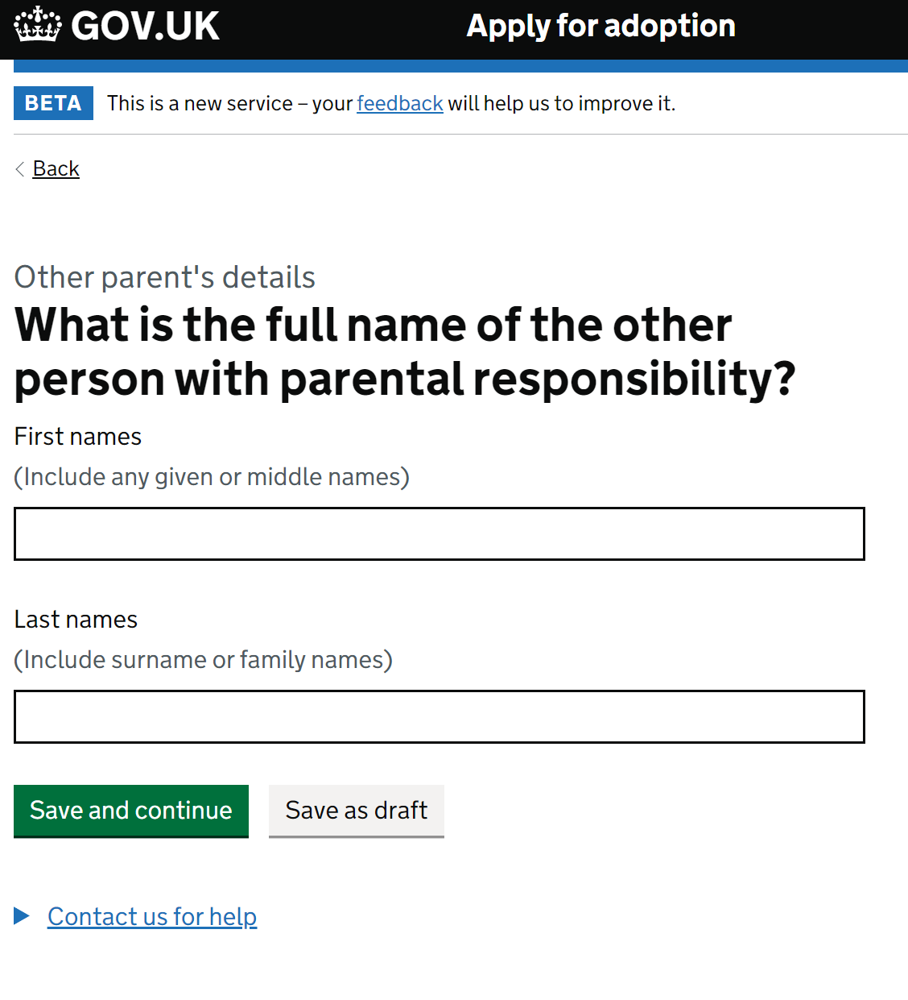 GOV.UK Apply for adoption
BETA This is a new service – your feedback will help us to improve it.
Back
Other parent's details
What is the full name of the other
person with parental responsibility?
First names
(Include any given or middle names)
Last names
(Include surname or family names)
Save and continue Save as draft
Contact us for help